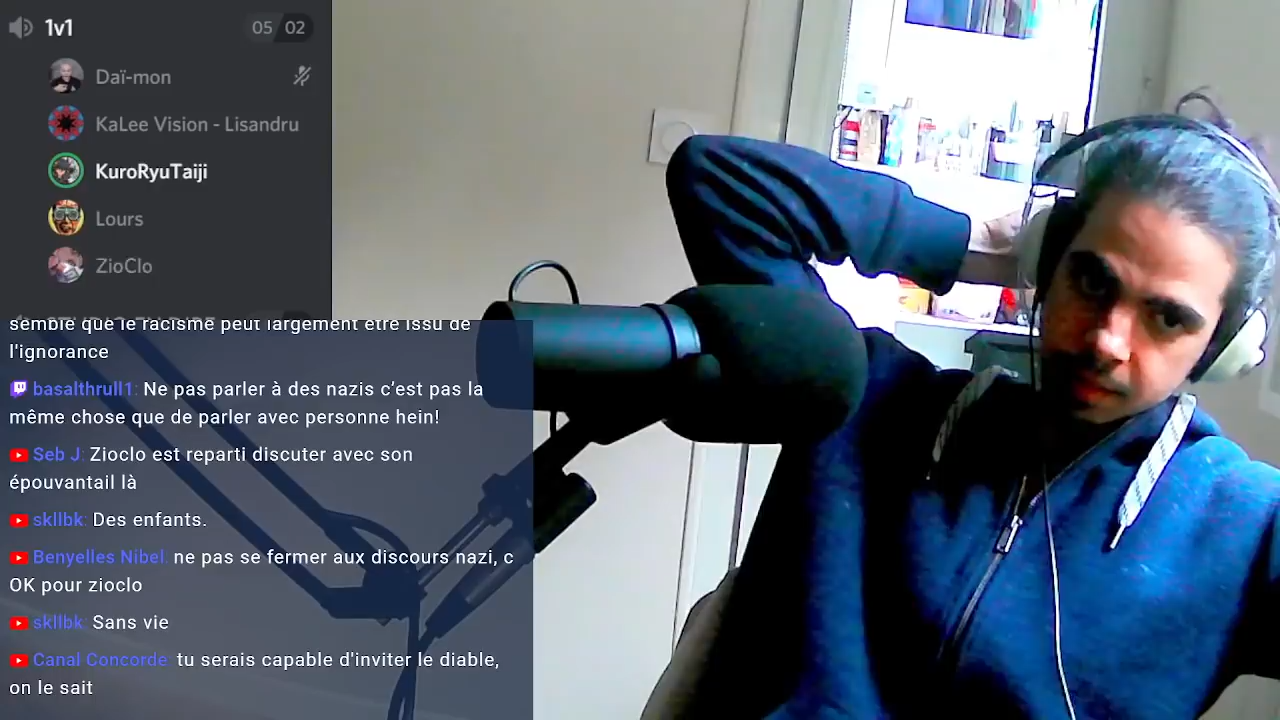 1v1
05 02
Daï-mon
KaLee Vision - Lisandru
KuroRyuTaiji
Lours
ZioClo
semble que le racisme peut largement être issu de
l'ignorance
basalthrull1: Ne pas parler à des nazis c’est pas la
même chose que de parler avec personne hein!
Seb J: Zioclo est reparti discuter avec son
épouvantail là
skllbk: Des enfants.
Benyelles Nibel: ne pas se fermer aux discours nazi, c
OK pour zioclo
skllbk: Sans vie
Canal Concorde: tu serais capable d'inviter le diable,
on le sait